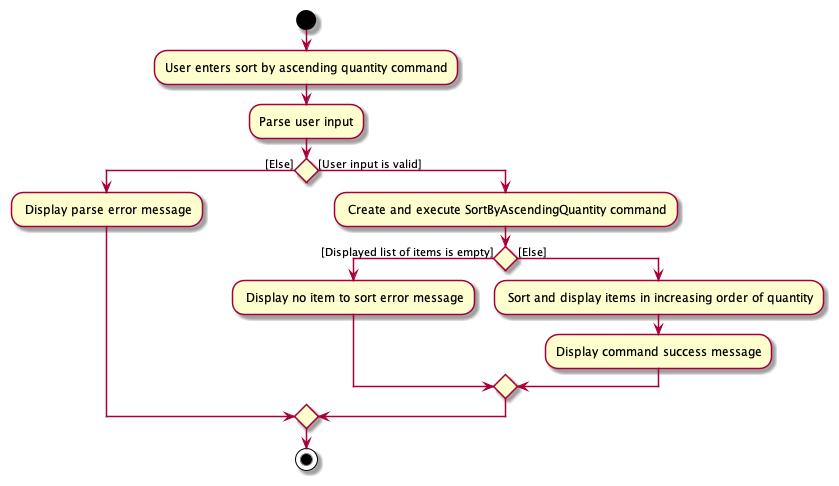 User enters sort by ascending quantity command
Parse user input
[Else]
[User input is valid]
Display parse error message
Create and execute SortByAscendingQuantity command
[Displayed list of items is empty]
[Else]
Display no item to sort error message
Sort and display items in increasing order of quantity
Display command success message